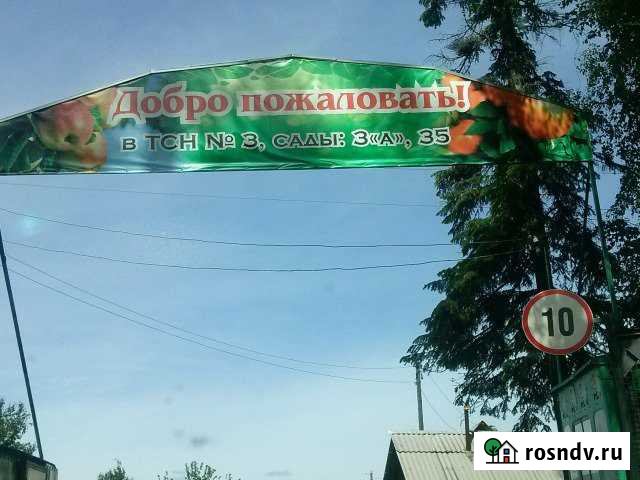 Добро пожаловать!
в ТСН № 3, сады: 3«А», 35
10
rosndv.ru